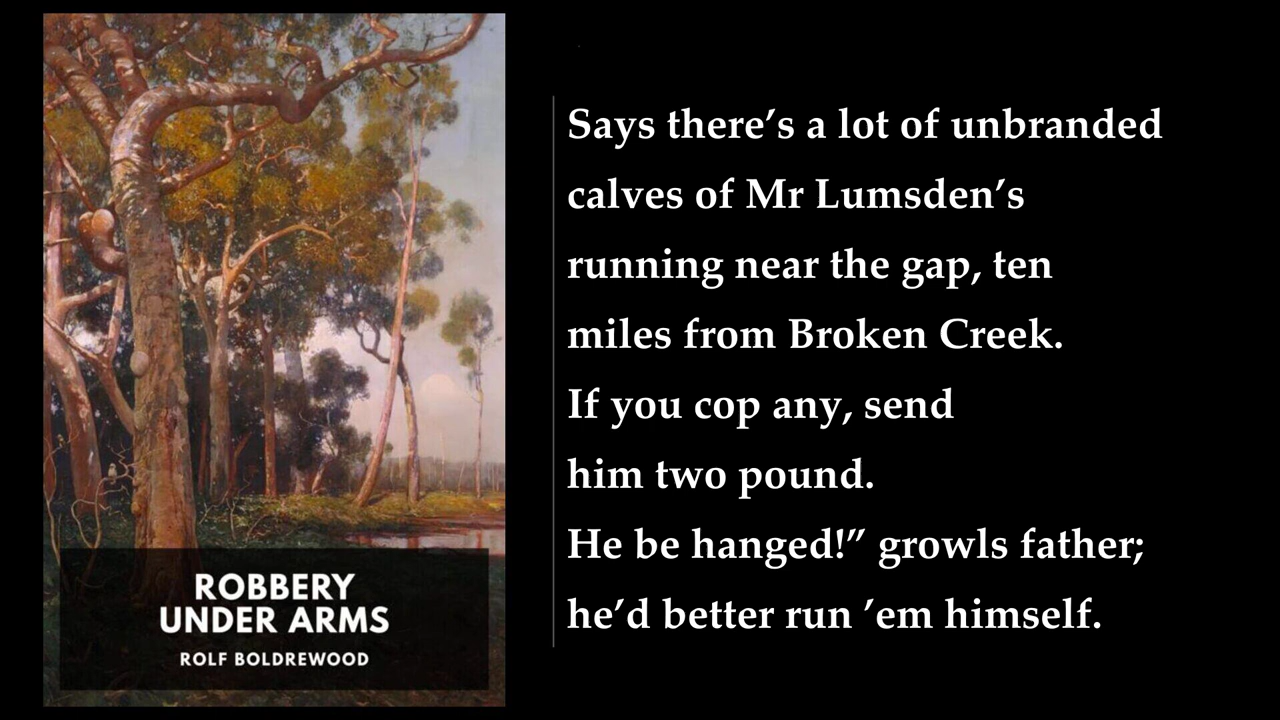 ROBBERY
UNDER ARMS
ROLF BOLDREWOOD
Says there’s a lot of unbranded
calves of Mr Lumsden’s
running near the gap, ten
miles from Broken Creek.
If you cop any, send
him two pound.
He be hanged!” growls father;
he’d better run ’em himself.